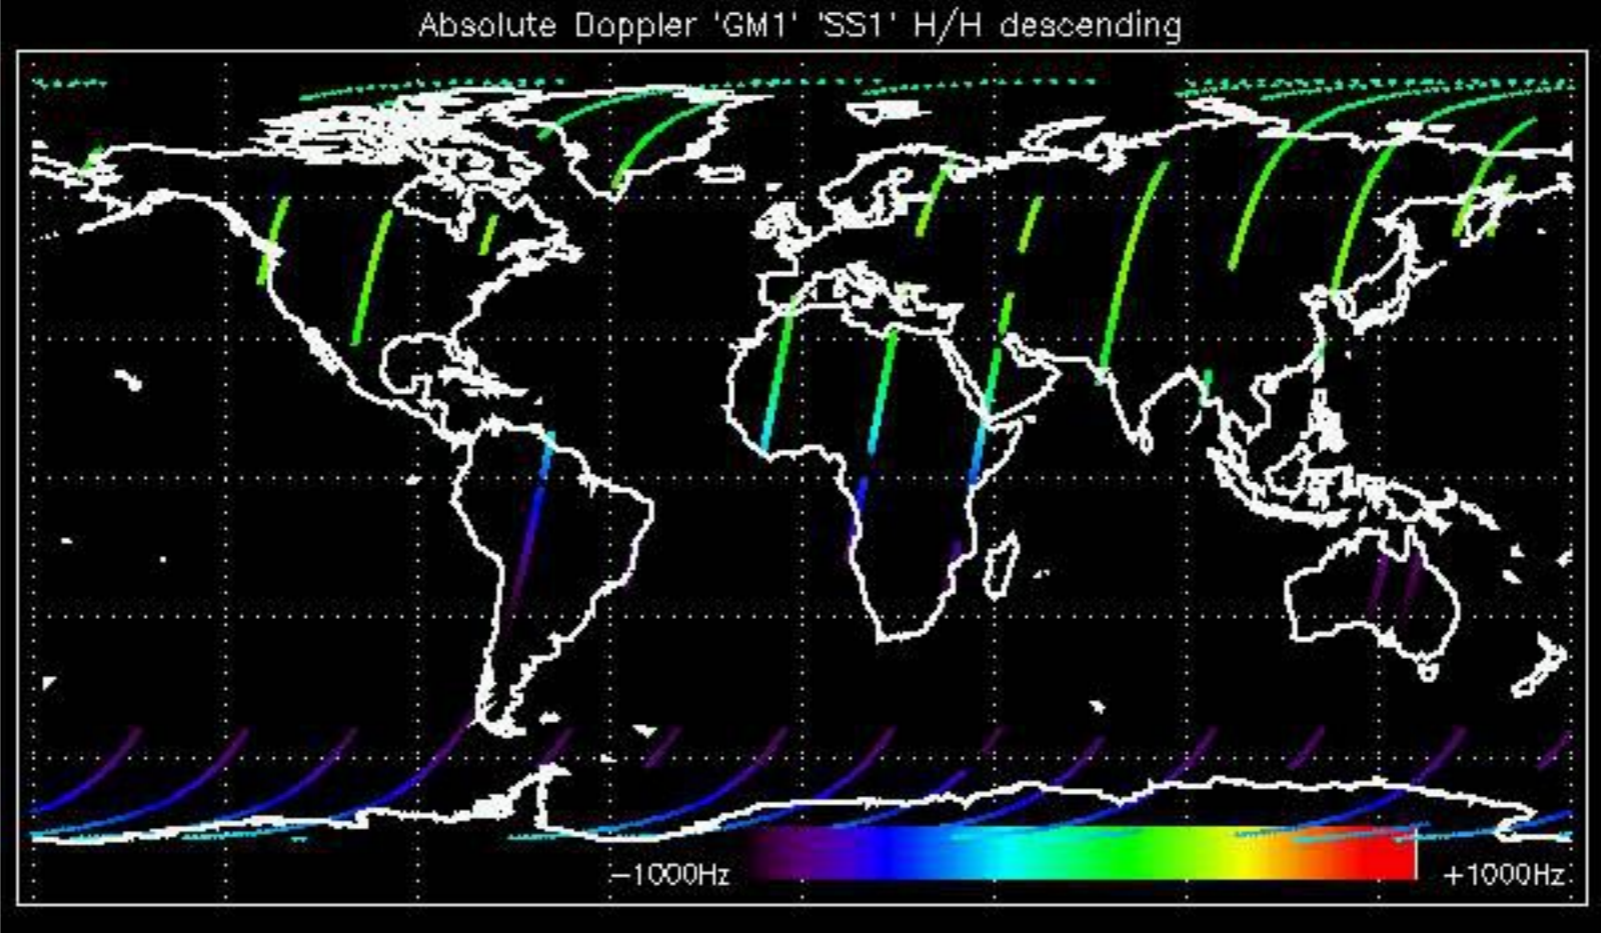 Absolute Doppler 'GM1' 'SS1' H/H descending
−1000Hz +1000Hz